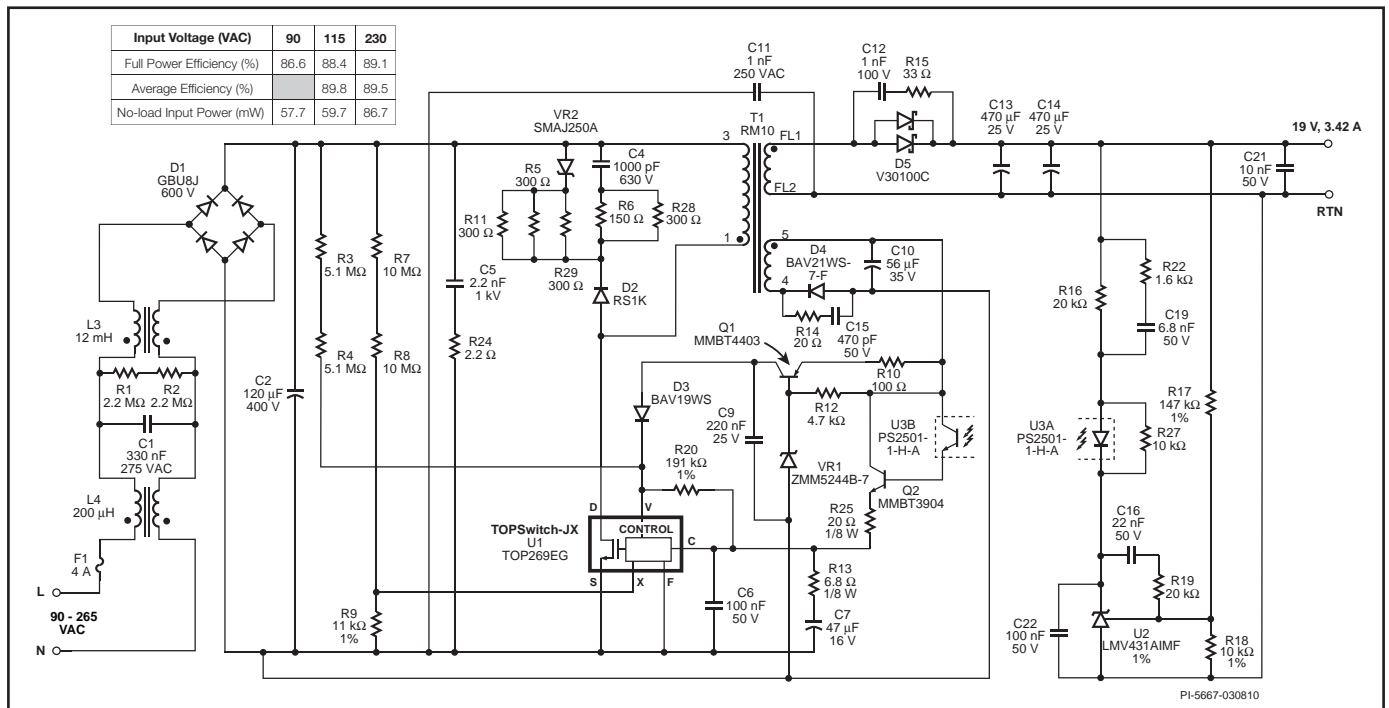 Input Voltage (VAC) 90 115 230
Full Power Efficiency (%) 86.6 88.4 89.1
Average Efficiency (%) 89.8 89.5
No-load Input Power (mW) 57.7 59.7 86.7
D1
GBU8J
600 V
L3
12 mH
R1
2.2 MΩ
R2
2.2 MΩ
C1
330 nF
275 VAC
L4
200 µH
F1
4 A
L
90 - 265
VAC
N
C2
120 µF
400 V
R3
5.1 MΩ
R4
5.1 MΩ
R7
10 MΩ
R8
10 MΩ
R9
11 kΩ
1%
C5
2.2 nF
1 kV
R24
2.2 Ω
VR2
SMAJ250A
R5
300 Ω
R11
300 Ω
R29
300 Ω
C4
1000 pF
630 V
R6
150 Ω
R28
300 Ω
D2
RS1K
C11
1 nF
250 VAC
T1
RM10
3
1
FL1
FL2
5
4
C12
1 nF
100 V
R15
33 Ω
D5
V30100C
C13
470 µF
25 V
C14
470 µF
25 V
19 V, 3.42 A
C21
10 nF
50 V
RTN
D4
BAV21WS-
7-F
C10
56 µF
35 V
R14
20 Ω
C15
470 pF
50 V
Q1
MMBT4403
R10
100 Ω
D3
BAV19WS
C9
220 nF
25 V
R12
4.7 kΩ
VR1
ZMM5244B-7
U3B
PS2501-
1-H-A
Q2
MMBT3904
R25
20 Ω
1/8 W
R20
191 kΩ
1%
D
V
TOPSwitch-JX
U1
TOP269EG
CONTROL
C
S
X
F
C6
100 nF
50 V
R13
6.8 Ω
1/8 W
C7
47 µF
16 V
R16
20 kΩ
R22
1.6 kΩ
C19
6.8 nF
50 V
R17
147 kΩ
1%
U3A
PS2501-
1-H-A
R27
10 kΩ
C16
22 nF
50 V
R19
20 kΩ
C22
100 nF
50 V
U2
LMV431AIMF
1%
R18
10 kΩ
1%
PI-5667-030810